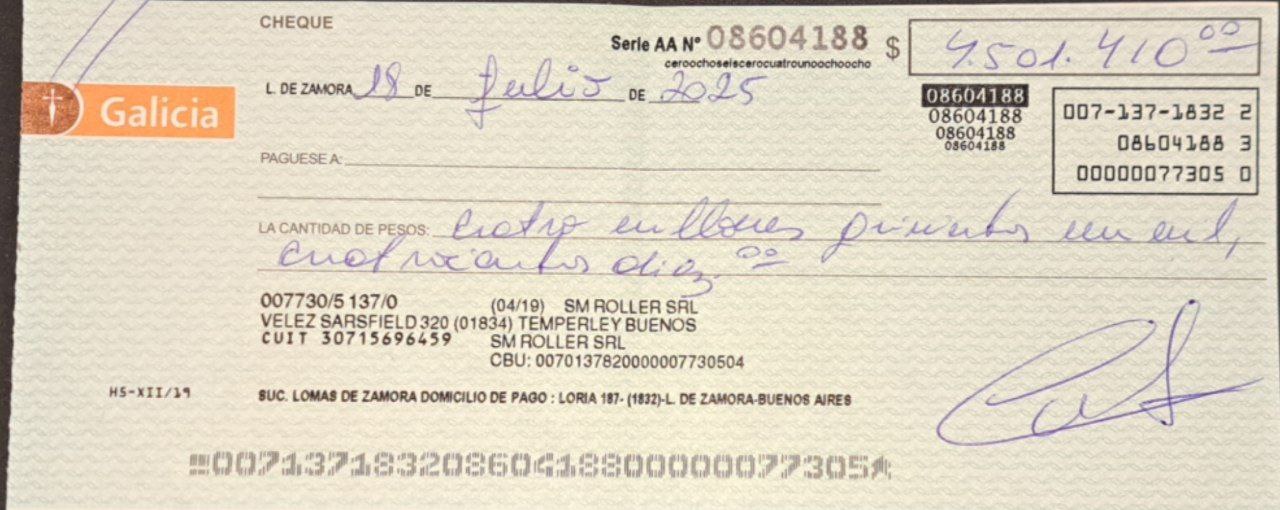 CHEQUE
Serie AA N° 08604188 $ 4.501.410 00
ceroochoseiscerocuatrounoochoocho
L. DE ZAMORA 18 DE Julio DE 2025
Galicia
08604188
08604188
08604188
08604188
007-137-1832 2
08604188 3
00000077305 0
PAGUESE A:
LA CANTIDAD DE PESOS: cuatro millones quinientos un mil,
cuatrocientos diez 00
007730/5 137/0 (04/19) SM ROLLER SRL
VELEZ SARSFIELD 320 (01834) TEMPERLEY BUENOS
CUIT 30715696459 SM ROLLER SRL
CBU: 0070137820000007730504
HS-XII/19
SUC. LOMAS DE ZAMORA DOMICILIO DE PAGO : LORIA 187- (1832)-L. DE ZAMORA-BUENOS AIRES
00713718320860418800000077305